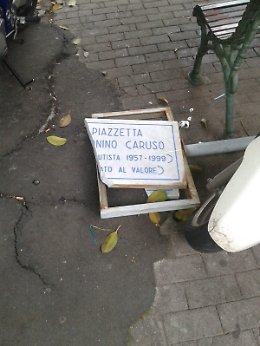 PIAZZETTA
NINO CARUSO
UTISTA 1957-1999)
ATO AL VALORE)